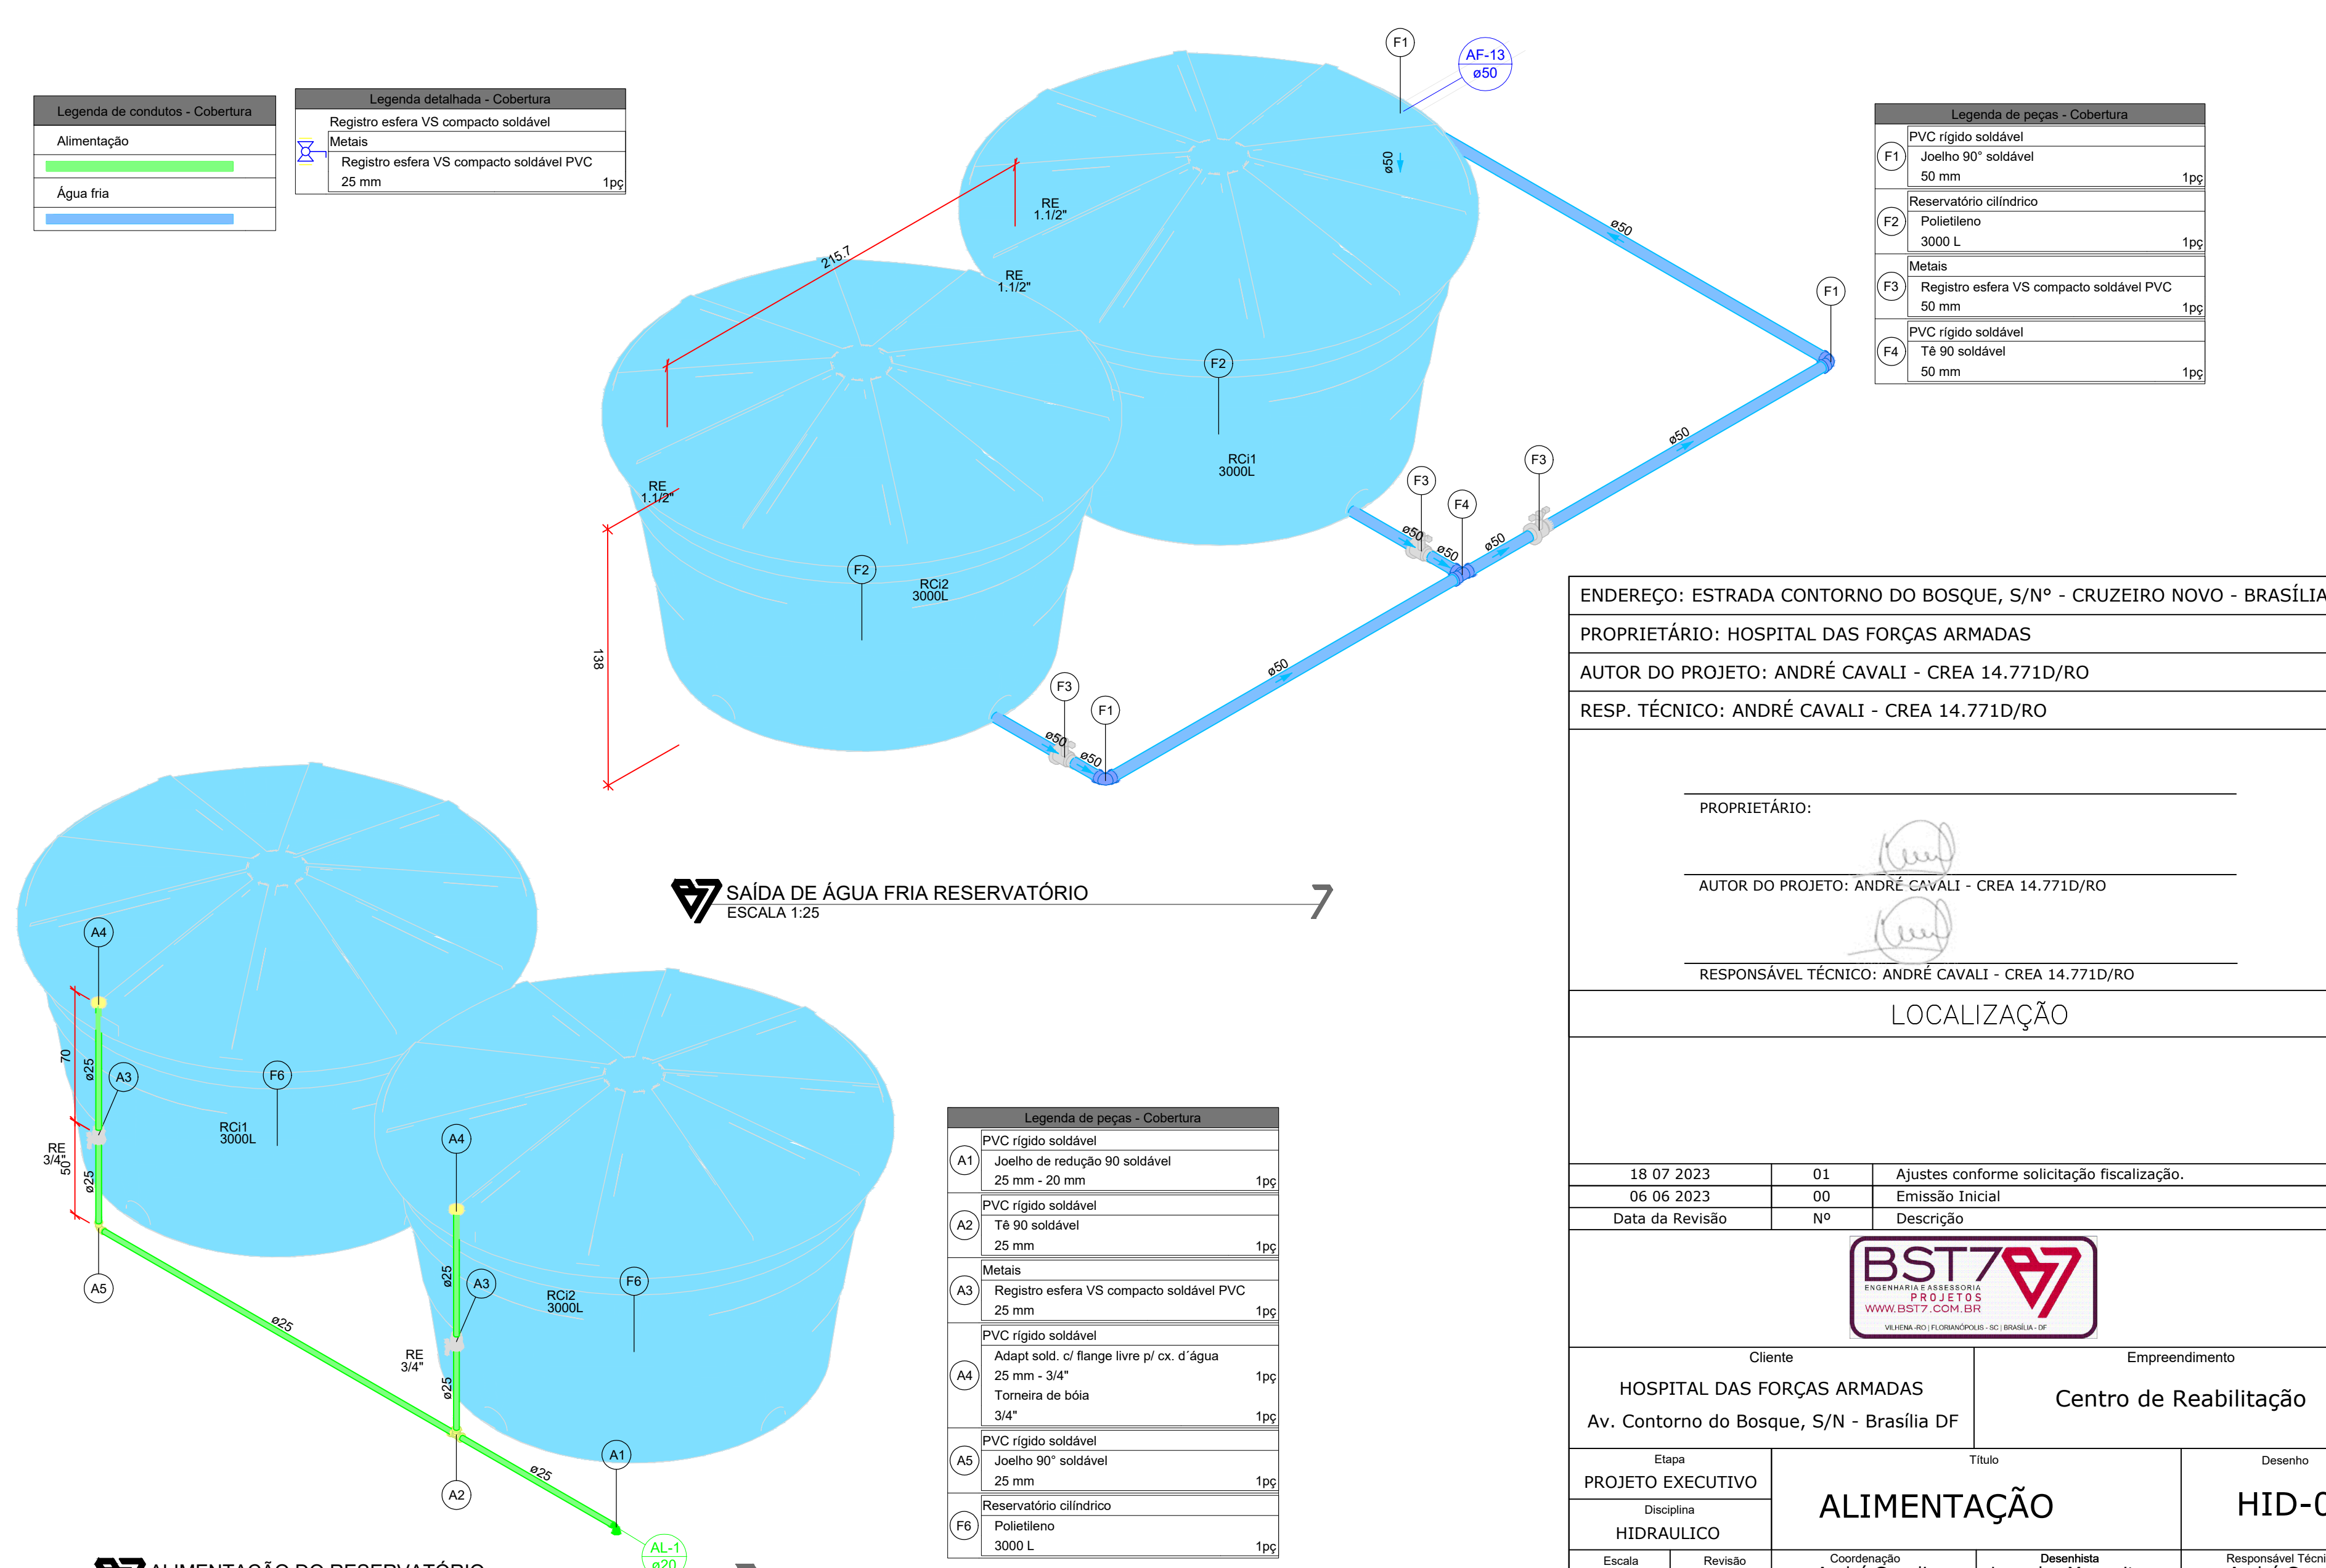 Legenda de condutos - Cobertura
Alimentação
Água fria
Legenda detalhada - Cobertura
Registro esfera VS compacto soldável
Metais
Registro esfera VS compacto soldável PVC
25 mm 1pç
F1
AF-13
ø50
ø50
RE
1.1/2"
215.7
RE
1.1/2"
ø50
F1
F2
RCi1
3000L
ø50
F3
F3
F4
ø50
ø50
ø50
RE
1.1/2"
F2
RCi2
3000L
138
ø50
F3
F1
ø50
ø50
Legenda de peças - Cobertura
F1
PVC rígido soldável
Joelho 90° soldável
50 mm 1pç
F2
Reservatório cilíndrico
Polietileno
3000 L 1pç
F3
Metais
Registro esfera VS compacto soldável PVC
50 mm 1pç
F4
PVC rígido soldável
Tê 90 soldável
50 mm 1pç
SAÍDA DE ÁGUA FRIA RESERVATÓRIO
ESCALA 1:25
7
A4
70
ø25
A3
F6
RCi1
3000L
RE
3/4"
50
ø25
A5
A4
ø25
A3
F6
RCi2
3000L
ø25
RE
3/4"
ø25
A2
ø25
A1
AL-1
ø20
ALIMENTAÇÃO DO RESERVATÓRIO
Legenda de peças - Cobertura
A1
PVC rígido soldável
Joelho de redução 90 soldável
25 mm - 20 mm 1pç
A2
PVC rígido soldável
Tê 90 soldável
25 mm 1pç
A3
Metais
Registro esfera VS compacto soldável PVC
25 mm 1pç
A4
PVC rígido soldável
Adapt sold. c/ flange livre p/ cx. d´água
25 mm - 3/4" 1pç
Torneira de bóia
3/4" 1pç
A5
PVC rígido soldável
Joelho 90° soldável
25 mm 1pç
F6
Reservatório cilíndrico
Polietileno
3000 L 1pç
ENDEREÇO: ESTRADA CONTORNO DO BOSQUE, S/N° - CRUZEIRO NOVO - BRASÍLIA
PROPRIETÁRIO: HOSPITAL DAS FORÇAS ARMADAS
AUTOR DO PROJETO: ANDRÉ CAVALI - CREA 14.771D/RO
RESP. TÉCNICO: ANDRÉ CAVALI - CREA 14.771D/RO
PROPRIETÁRIO:
AUTOR DO PROJETO: ANDRÉ CAVALI - CREA 14.771D/RO
RESPONSÁVEL TÉCNICO: ANDRÉ CAVALI - CREA 14.771D/RO
LOCALIZAÇÃO
18 07 2023 01 Ajustes conforme solicitação fiscalização.
06 06 2023 00 Emissão Inicial
Data da Revisão Nº Descrição
BST7
ENGENHARIA E ASSESSORIA
PROJETOS
WWW.BST7.COM.BR
VILHENA -RO | FLORIANÓPOLIS - SC | BRASÍLIA - DF
Cliente
HOSPITAL DAS FORÇAS ARMADAS
Av. Contorno do Bosque, S/N - Brasília DF
Empreendimento
Centro de Reabilitação
Etapa
PROJETO EXECUTIVO
Disciplina
HIDRAULICO
Título
ALIMENTAÇÃO
Desenho
HID-0
Escala
Revisão
Coordenação
Desenhista
Responsável Técni